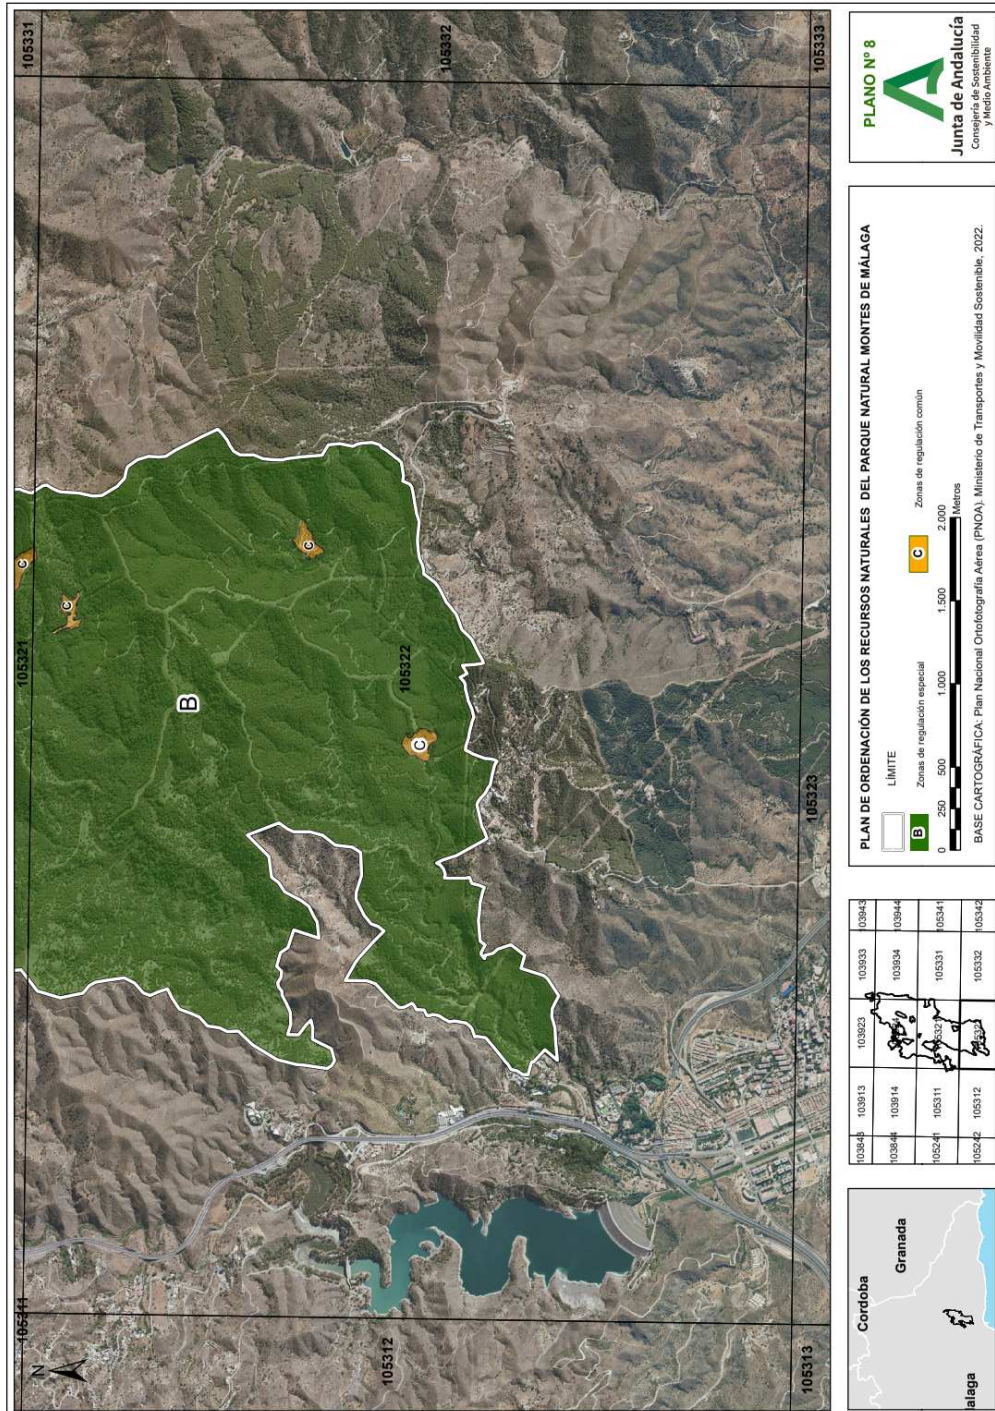 105311
105321
105331
N
C
C
B
C
105312
105322
C
105332
105313
105323
105333
Cordoba
Granada
alaga
103843 103913 103923 103933 103943
103844 103914 103934 103944
105241 105311 105321 105331 105341
105242 105312 105322 105332 105342
PLAN DE ORDENACIÓN DE LOS RECURSOS NATURALES DEL PARQUE NATURAL MONTES DE MÁLAGA
LÍMITE
B Zonas de regulación especial
C Zonas de regulación común
0 250 500 1.000 1.500 2.000
Metros
BASE CARTOGRÁFICA: Plan Nacional Ortofotografía Aérea (PNOA). Ministerio de Transportes y Movilidad Sostenible, 2022.
PLANO Nº 8
Junta de Andalucía
Consejería de Sostenibilidad
y Medio Ambiente